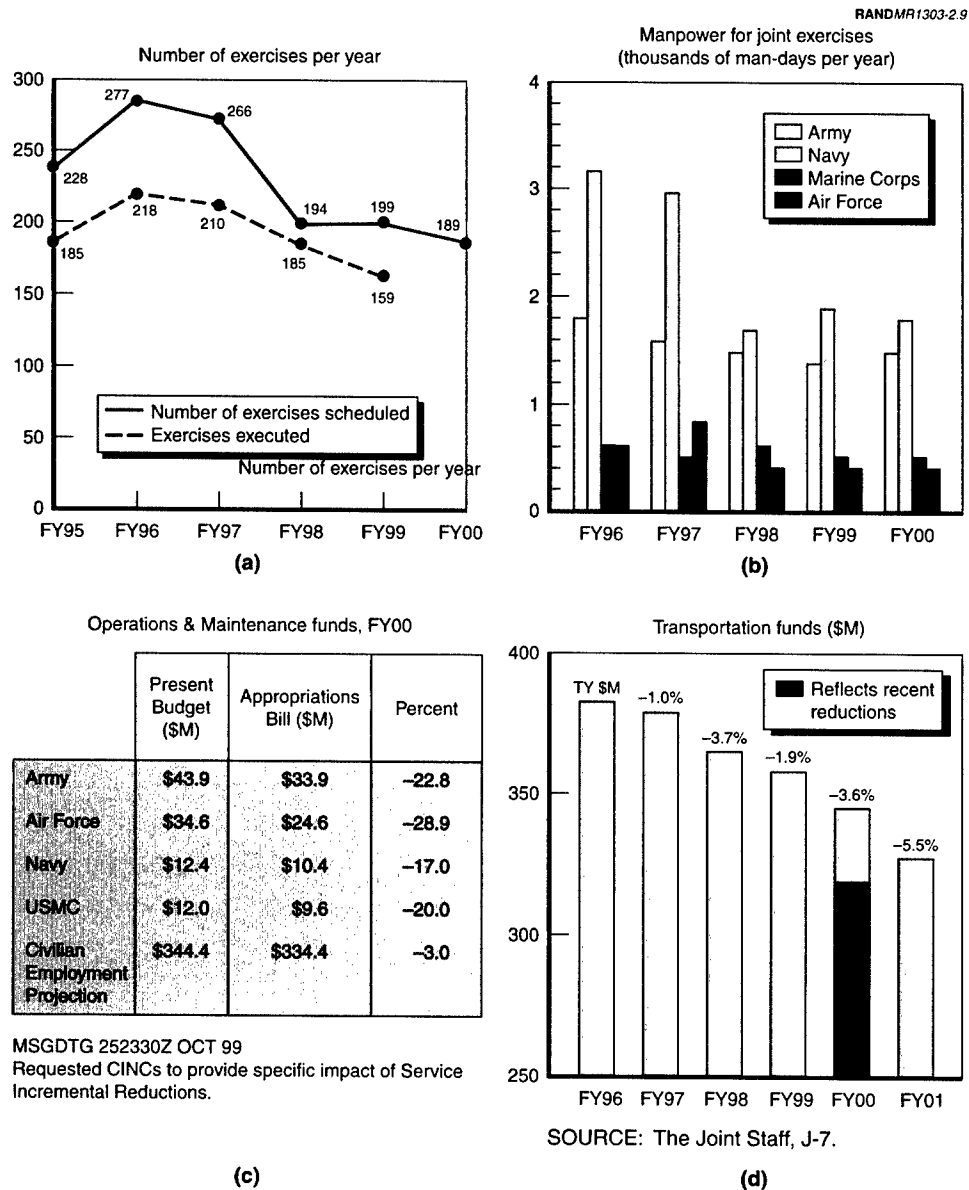 RANDMR1303-2.9
Number of exercises per year
300
250
200
150
100
50
0
277
266
228
218
210
194
199
189
185
185
159
Number of exercises scheduled
Exercises executed
Number of exercises per year
FY95 FY96 FY97 FY98 FY99 FY00
(a)
Manpower for joint exercises
(thousands of man-days per year)
4
3
2
1
0
Army
Navy
Marine Corps
Air Force
FY96 FY97 FY98 FY99 FY00
(b)
Operations & Maintenance funds, FY00
Present Budget ($M) Appropriations Bill ($M) Percent
Army $43.9 $33.9 –22.8
Air Force $34.6 $24.6 –28.9
Navy $12.4 $10.4 –17.0
USMC $12.0 $9.6 –20.0
Civilian $344.4 $334.4 –3.0
Employment
Projection
MSGDTG 252330Z OCT 99
Requested CINCs to provide specific impact of Service
Incremental Reductions.
(c)
Transportation funds ($M)
400
350
300
250
TY $M
–1.0%
–3.7%
–1.9%
–3.6%
–5.5%
Reflects recent
reductions
FY96 FY97 FY98 FY99 FY00 FY01
SOURCE: The Joint Staff, J-7.
(d)